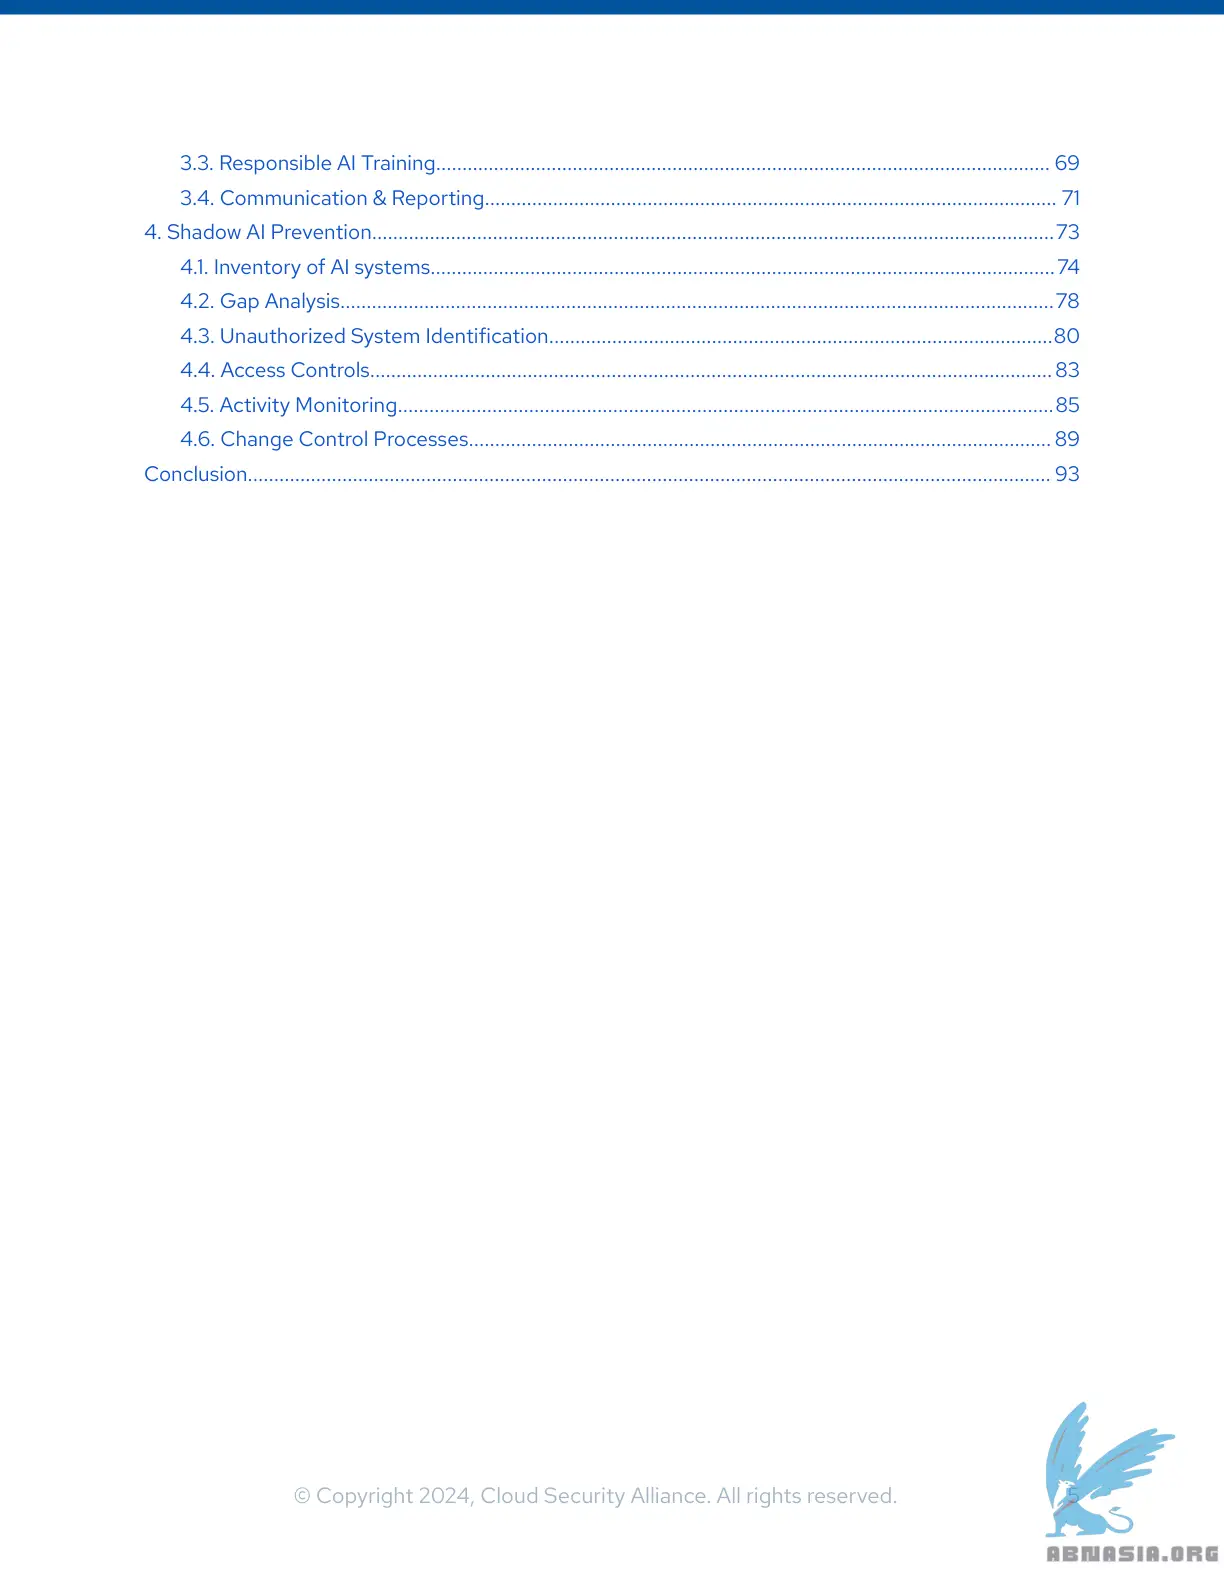 3.3. Responsible AI Training........................................................................................................................ 69
3.4. Communication & Reporting............................................................................................................... 71
4. Shadow AI Prevention....................................................................................................................................73
4.1. Inventory of AI systems.........................................................................................................................74
4.2. Gap Analysis..........................................................................................................................................78
4.3. Unauthorized System Identification..................................................................................................80
4.4. Access Controls.....................................................................................................................................83
4.5. Activity Monitoring................................................................................................................................85
4.6. Change Control Processes.................................................................................................................. 89
Conclusion........................................................................................................................................................... 93
© Copyright 2024, Cloud Security Alliance. All rights reserved.
5
ABNASIA.ORG